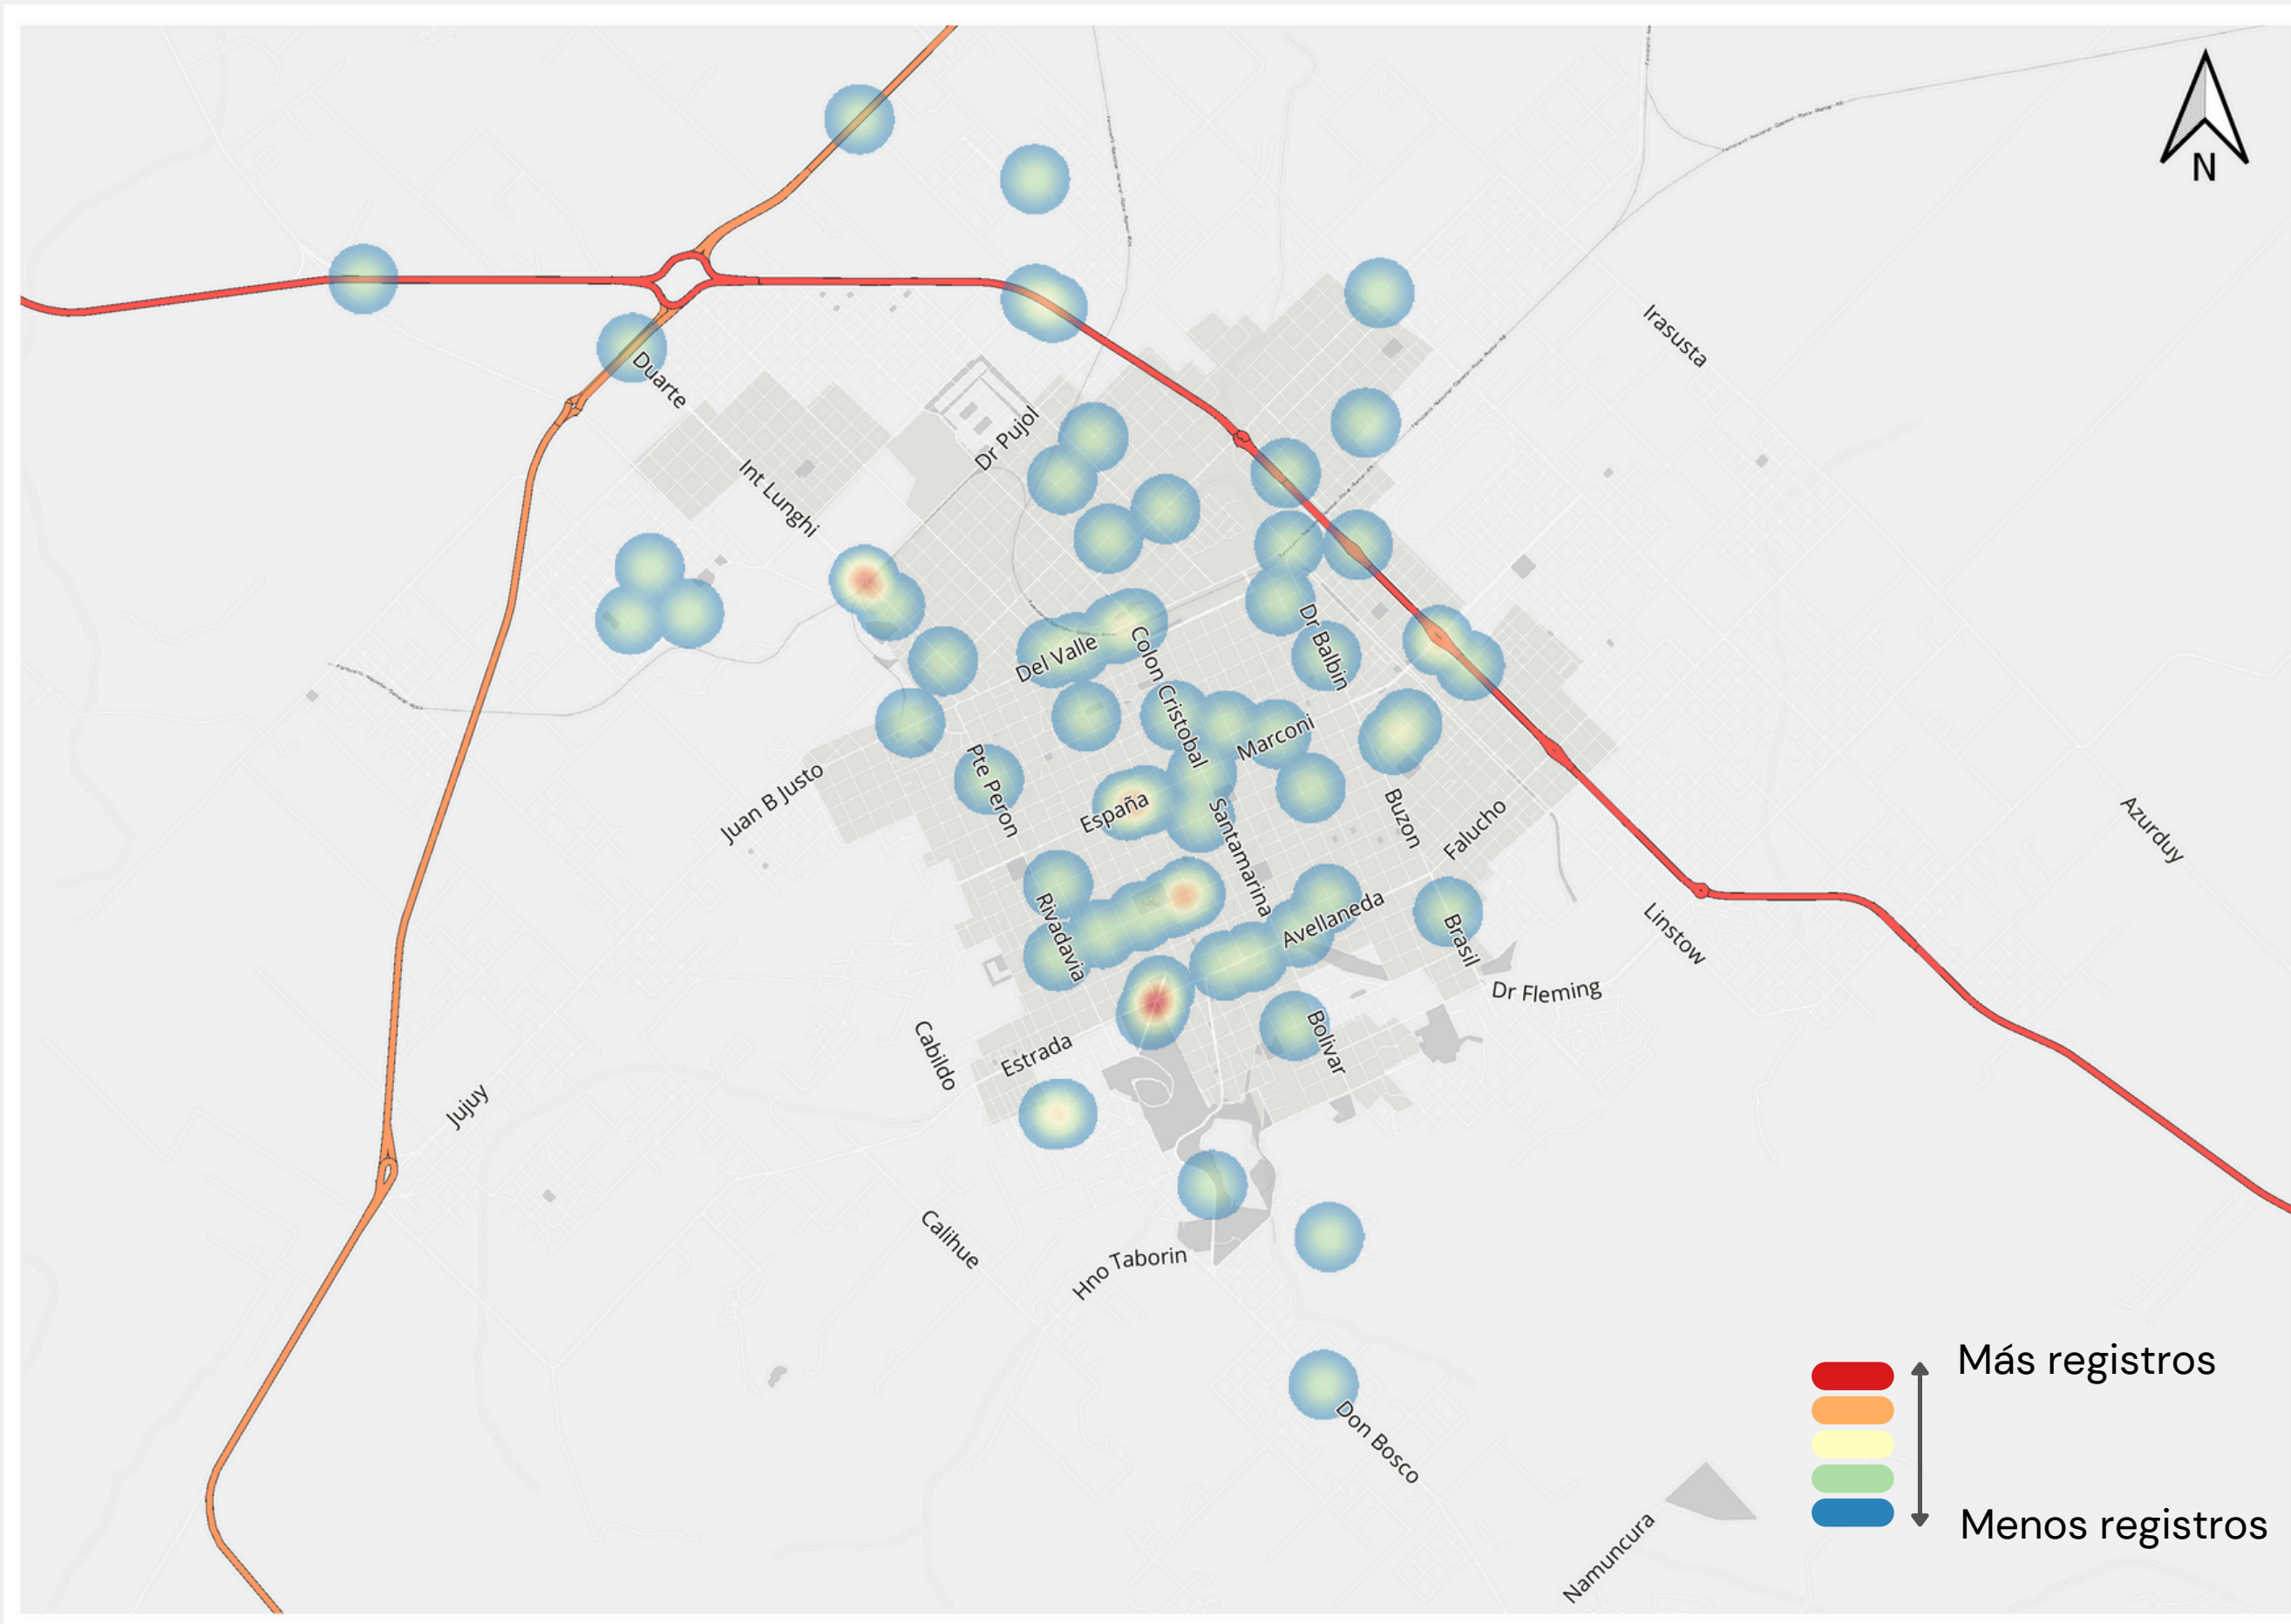 N
Irasusta
Duarte
Dr Pujol
Int Lunghi
Dr Balbin
Colon
Del Valle
Cristobal
Marconi
Pte Peron
Juan B Justo
España
Santamarina
Buzon
Falucho
Azurduy
Rivadavia
Avellaneda
Brasil
Linstow
Dr Fleming
Bolivar
Cabildo
Estrada
Jujuy
Calihue
Hno Taborin
Don Bosco
Namuncura
Más registros
Menos registros